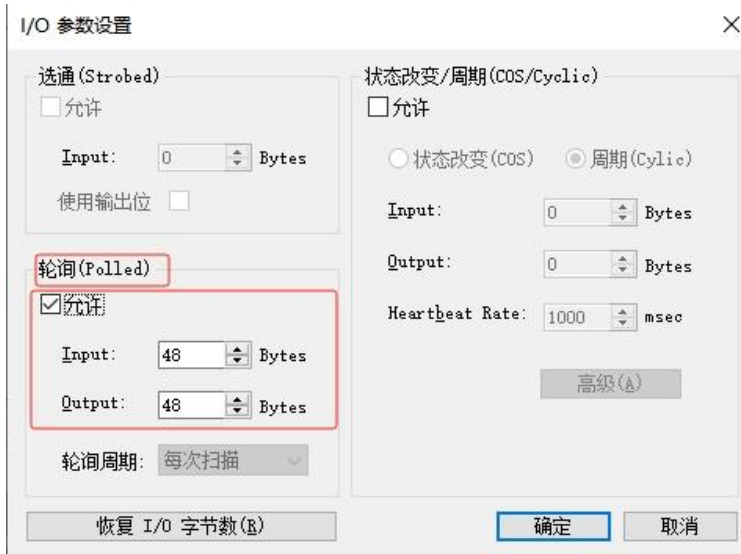 I/O 参数设置
选通(Strobed)
允许
Input: 0 Bytes
使用输出位
轮询(Polled)
允许
Input: 48 Bytes
Output: 48 Bytes
轮询周期: 每次扫描
恢复 I/O 字节数(R)
状态改变/周期(COS/Cyclic)
允许
状态改变(COS) 周期(Cylic)
Input: 0 Bytes
Output: 0 Bytes
Heartbeat Rate: 1000 msec
高级(A)
确定 取消